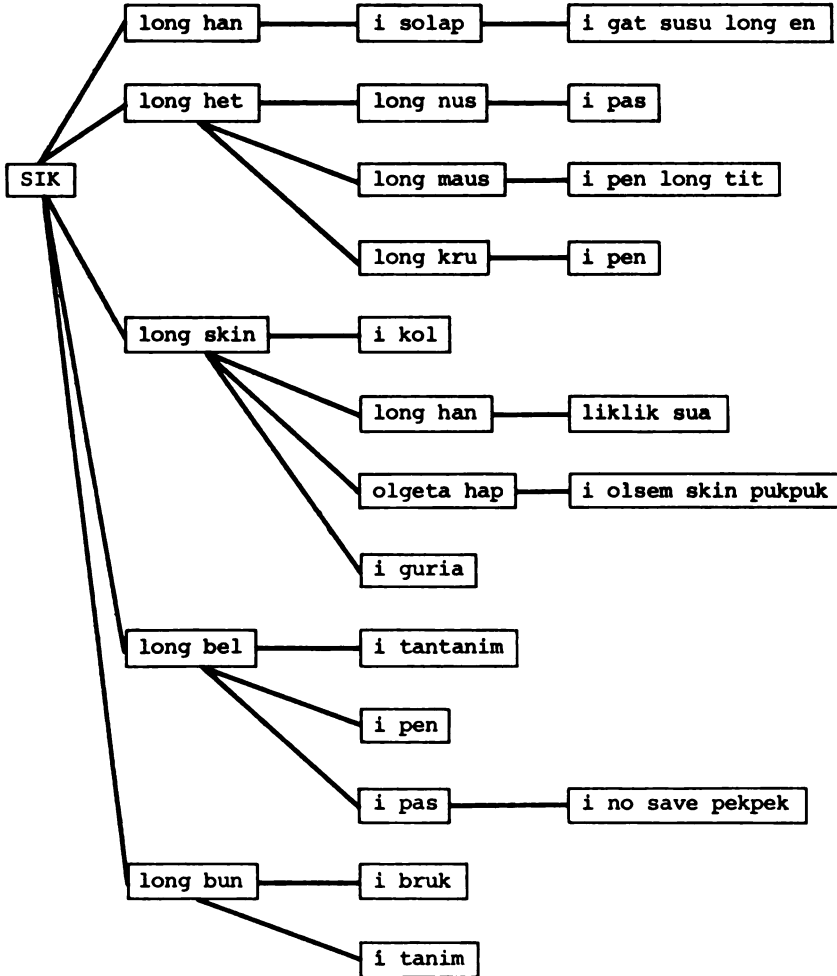 long han i solap i gat susu long en
long het long nus i pas
SIK
long maus i pen long tit
long kru i pen
long skin i kol
long han liklik sua
olgeta hap i olsem skin pukpuk
i guria
long bel i tantanim
i pen
i pas i no save pekpek
long bun i bruk
i tanim